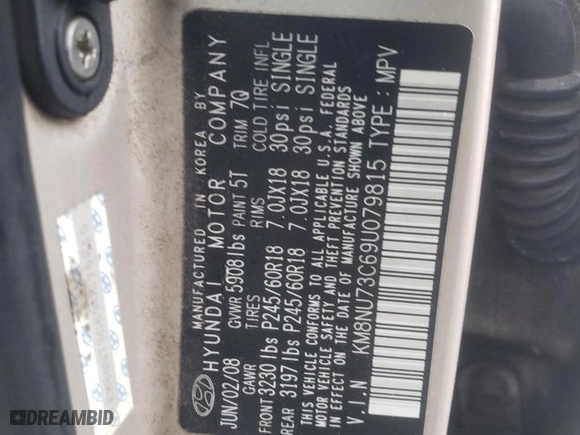 MANUFACTURED IN KOREA BY
HYUNDAI MOTOR COMPANY
JUN/02/08 GVWR 5908lbs PAINT 5T TRIM 7Q
GAWR TIRES RIMS COLD TIRE INFL
FRONT 3230 lbs P245/60R18 7.0JX18 30psi SINGLE
REAR 3197 lbs P245/60R18 7.0JX18 30psi SINGLE
THIS VEHICLE CONFORMS TO ALL APPLICABLE U.S.A. FEDERAL
MOTOR VEHICLE SAFETY AND THEFT PREVENTION STANDARDS
IN EFFECT ON THE DATE OF MANUFACTURE SHOWN ABOVE
V.I.N KM8NU73C69U079815 TYPE : MPV
DREAMBID